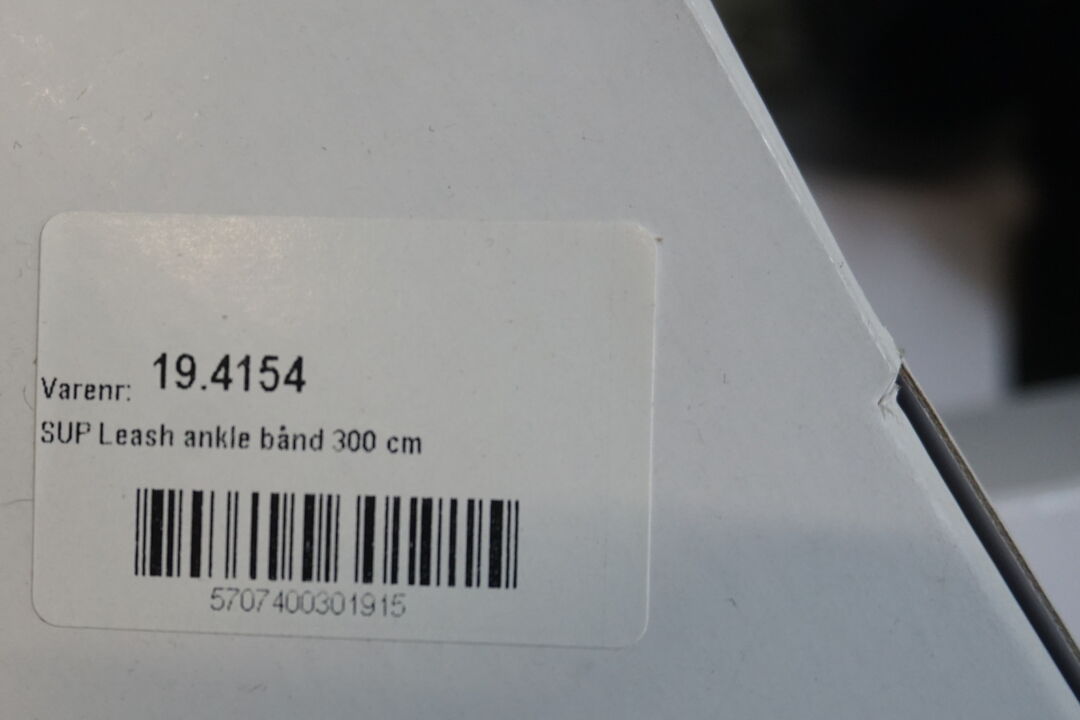 Varenr: 19.4154
SUP Leash ankle bånd 300 cm
5707400301915